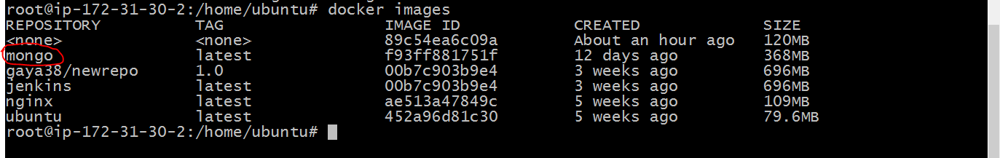 root@ip-172-31-30-2:/home/ubuntu# docker images
REPOSITORY TAG IMAGE ID CREATED SIZE
<none> <none> 89c54ea6c09a About an hour ago 120MB
mongo latest f93ff881751f 12 days ago 368MB
gaya38/newrepo 1.0 00b7c903b9e4 3 weeks ago 696MB
jenkins latest 00b7c903b9e4 3 weeks ago 696MB
nginx latest ae513a47849c 5 weeks ago 109MB
ubuntu latest 452a96d81c30 5 weeks ago 79.6MB
root@ip-172-31-30-2:/home/ubuntu#